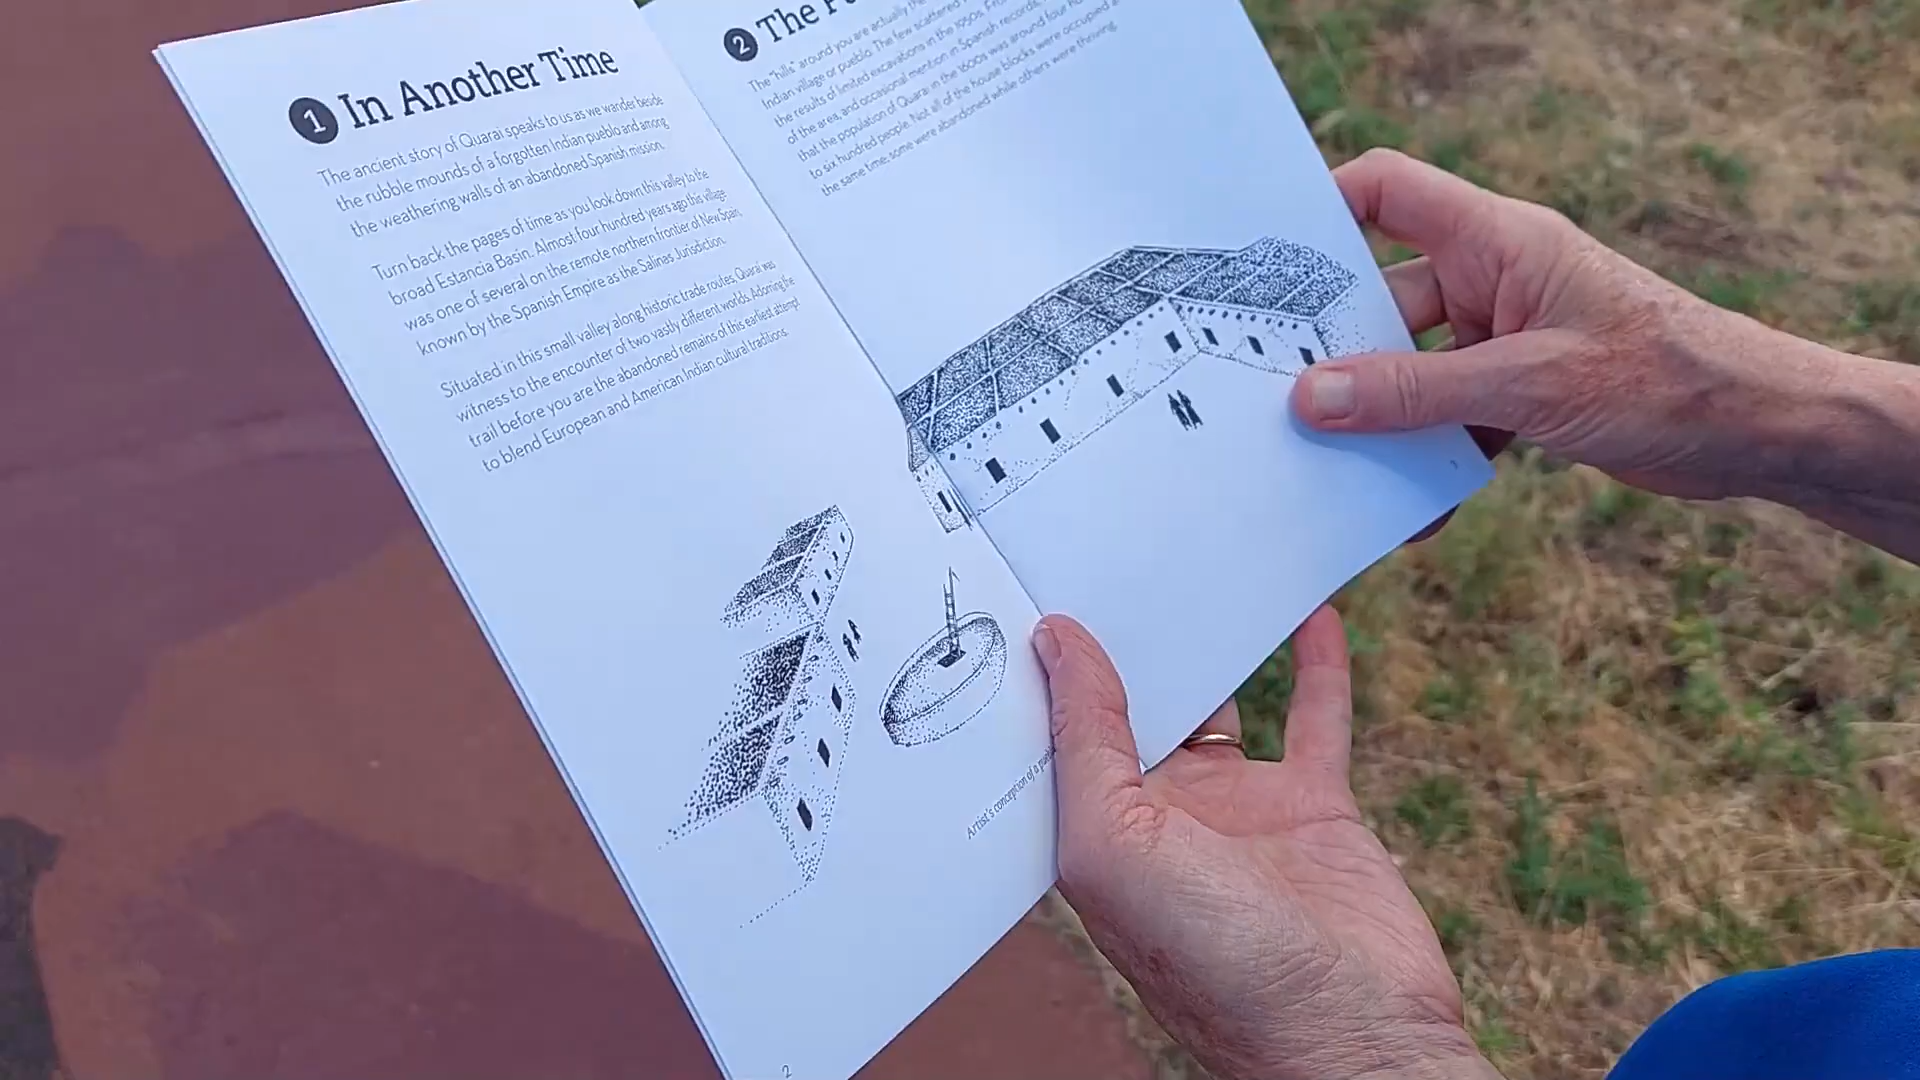 1 In Another Time
The ancient story of Quarai speaks to us as we wander beside
the rubble mounds of a forgotten Indian pueblo and among
the weathering walls of an abandoned Spanish mission.
Turn back the pages of time as you look down this valley to the
broad Estancia Basin. Almost four hundred years ago this village
was one of several on the remote northern frontier of New Spain,
known by the Spanish Empire as the Salinas Jurisdiction.
Situated in this small valley along historic trade routes, Quarai was
witness to the encounter of two vastly different worlds. Adorning the
trail before you are the abandoned remains of this earliest attempt
to blend European and American Indian cultural traditions.
Artist's conception of a
2
2 The
The "hills" around you are actually the
Indian village or pueblo. The few scattered
the results of limited excavations in the 1950s.
of the area, and occasional mention in Spanish records,
that the population of Quarai in the 1600s was around four
to six hundred people. Not all of the house blocks were occupied
the same time; some were abandoned while others were thriving.
3